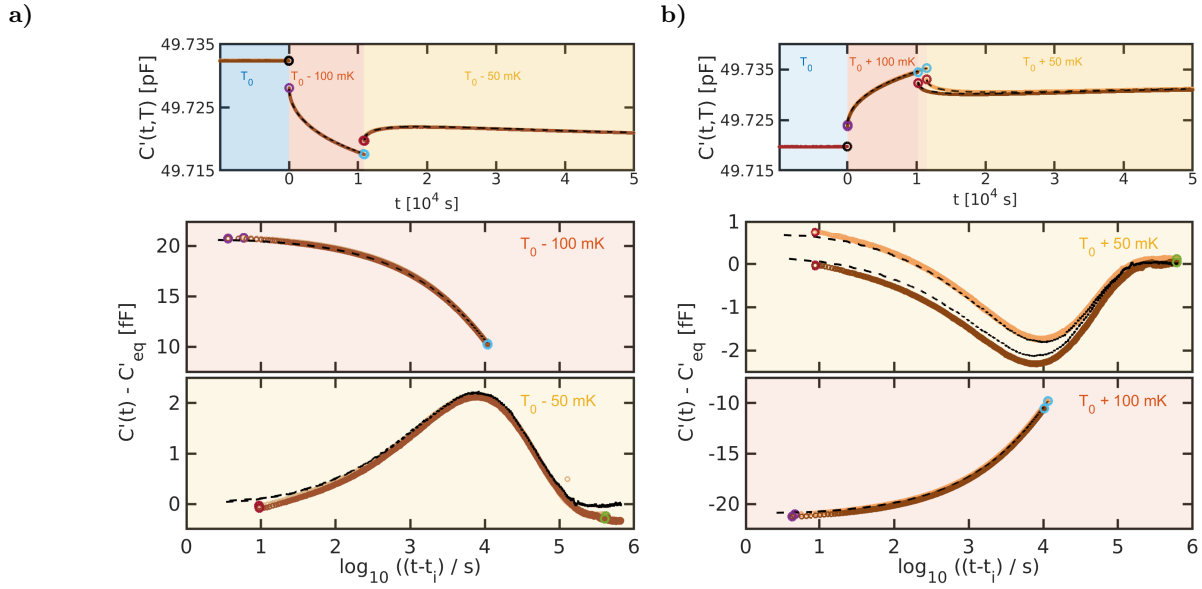 a)
49.735
49.725
49.715
C'(t,T) [pF]
T0
T0 - 100 mK
T0 - 50 mK
0
1
2
3
4
5
t [10^4 s]
20
15
10
T0 - 100 mK
C'(t) - C'eq [fF]
2
1
0
T0 - 50 mK
0
1
2
3
4
5
6
log10 ((t-ti) / s)
b)
49.735
49.725
49.715
C'(t,T) [pF]
T0
T0 + 100 mK
T0 + 50 mK
0
1
2
3
4
5
t [10^4 s]
1
0
-1
-2
T0 + 50 mK
C'(t) - C'eq [fF]
-10
-15
-20
T0 + 100 mK
0
1
2
3
4
5
6
log10 ((t-ti) / s)